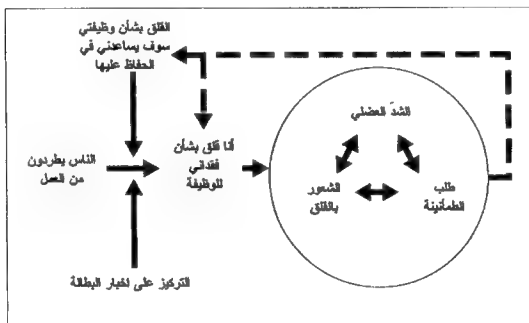 القلق بشأن وظيفتي
سوف يساعدني في
الحفاظ عليها
الناس يطردون
من العمل
أنا قلق بشأن
فقداني
للوظيفة
التركيز على اخبار البطالة
الشدّ العضلي
الشعور
بالقلق
طلب
الطمأنينة